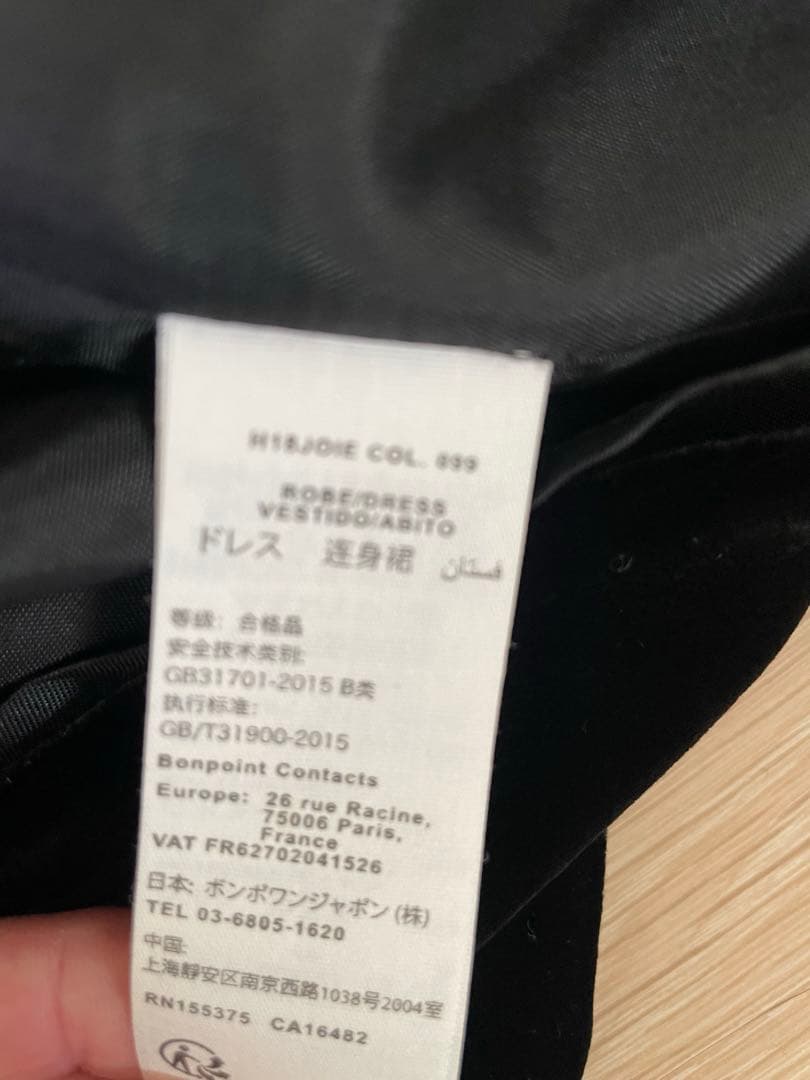 H18JOIE COL. 099
ROBE/DRESS
VESTIDO/ABITO
ドレス 连身裙 فستان
等级: 合格品
安全技术类别:
GB31701-2015 B类
执行标准:
GB/T31900-2015
Bonpoint Contacts
Europe: 26 rue Racine,
75006 Paris,
France
VAT FR62702041526
日本: ボンポワンジャポン (株)
TEL 03-6805-1620
中国:
上海靜安区南京西路1038号2004室
RN155375 CA16482